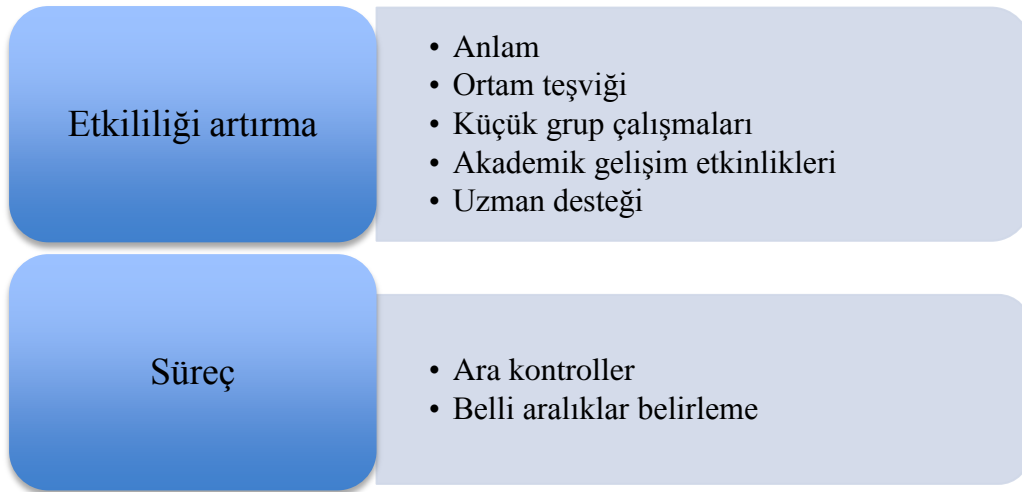 Etkililiği artırma
• Anlam
• Ortam teşviği
• Küçük grup çalışmaları
• Akademik gelişim etkinlikleri
• Uzman desteği
Süreç
• Ara kontroller
• Belli aralıklar belirleme